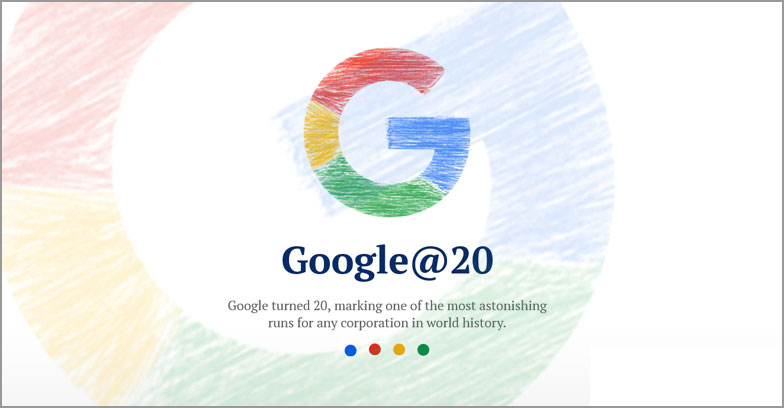 Google@20
Google turned 20, marking one of the most astonishing
runs for any corporation in world history.